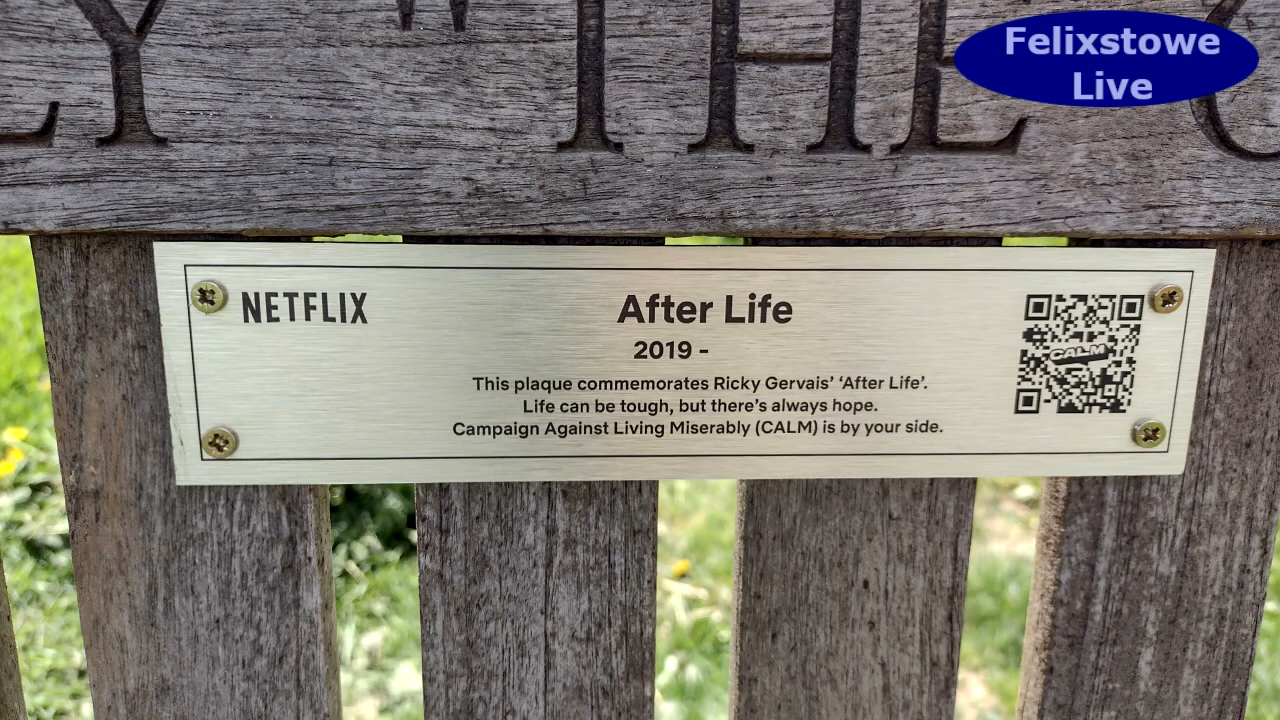 Felixstowe
Live
THE
NETFLIX
After Life
2019 -
This plaque commemorates Ricky Gervais’ ‘After Life’.
Life can be tough, but there’s always hope.
Campaign Against Living Miserably (CALM) is by your side.
CALM